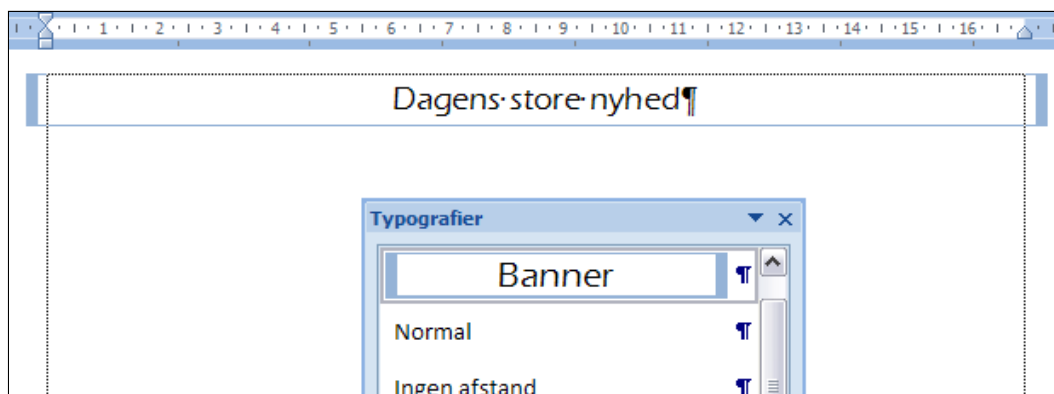 1 2 3 4 5 6 7 8 9 10 11 12 13 14 15 16
Dagens·store·nyhed¶
Typografier
Banner ¶
Normal ¶
Ingen afstand ¶